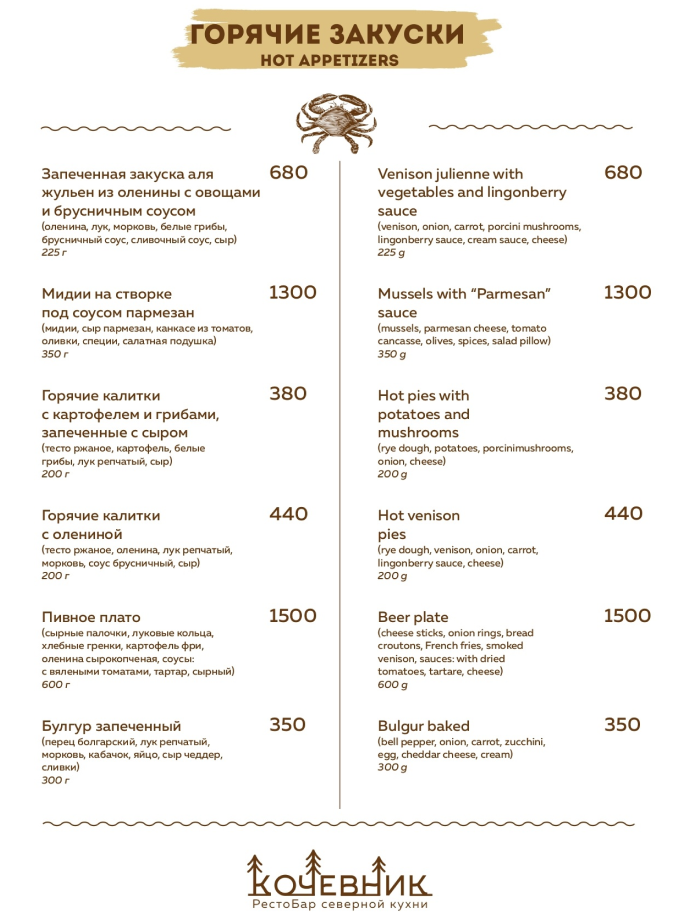 ГОРЯЧИЕ ЗАКУСКИ
HOT APPETIZERS
Запеченная закуска аля 680
жульен из оленины с овощами
и брусничным соусом
(оленина, лук, морковь, белые грибы,
брусничный соус, сливочный соус, сыр)
225 г
Мидии на створке 1300
под соусом пармезан
(мидии, сыр пармезан, канкасе из томатов,
оливки, специи, салатная подушка)
350 г
Горячие калитки 380
с картофелем и грибами,
запеченные с сыром
(тесто ржаное, картофель, белые
грибы, лук репчатый, сыр)
200 г
Горячие калитки 440
с олениной
(тесто ржаное, оленина, лук репчатый,
морковь, соус брусничный, сыр)
200 г
Пивное плато 1500
(сырные палочки, луковые кольца,
хлебные гренки, картофель фри,
оленина сырокопченая, соусы:
с вялеными томатами, тартар, сырный)
600 г
Булгур запеченный 350
(перец болгарский, лук репчатый,
морковь, кабачок, яйцо, сыр чеддер,
сливки)
300 г
Venison julienne with 680
vegetables and lingonberry
sauce
(venison, onion, carrot, porcini mushrooms,
lingonberry sauce, cream sauce, cheese)
225 g
Mussels with “Parmesan” 1300
sauce
(mussels, parmesan cheese, tomato
cancasse, olives, spices, salad pillow)
350 g
Hot pies with 380
potatoes and
mushrooms
(rye dough, potatoes, porcinimushrooms,
onion, cheese)
200 g
Hot venison 440
pies
(rye dough, venison, onion, carrot,
lingonberry sauce, cheese)
200 g
Beer plate 1500
(cheese sticks, onion rings, bread
croutons, French fries, smoked
venison, sauces: with dried
tomatoes, tartare, cheese)
600 g
Bulgur baked 350
(bell pepper, onion, carrot, zucchini,
egg, cheddar cheese, cream)
300 g
КОЧЕВНИК
РестоБар северной кухни